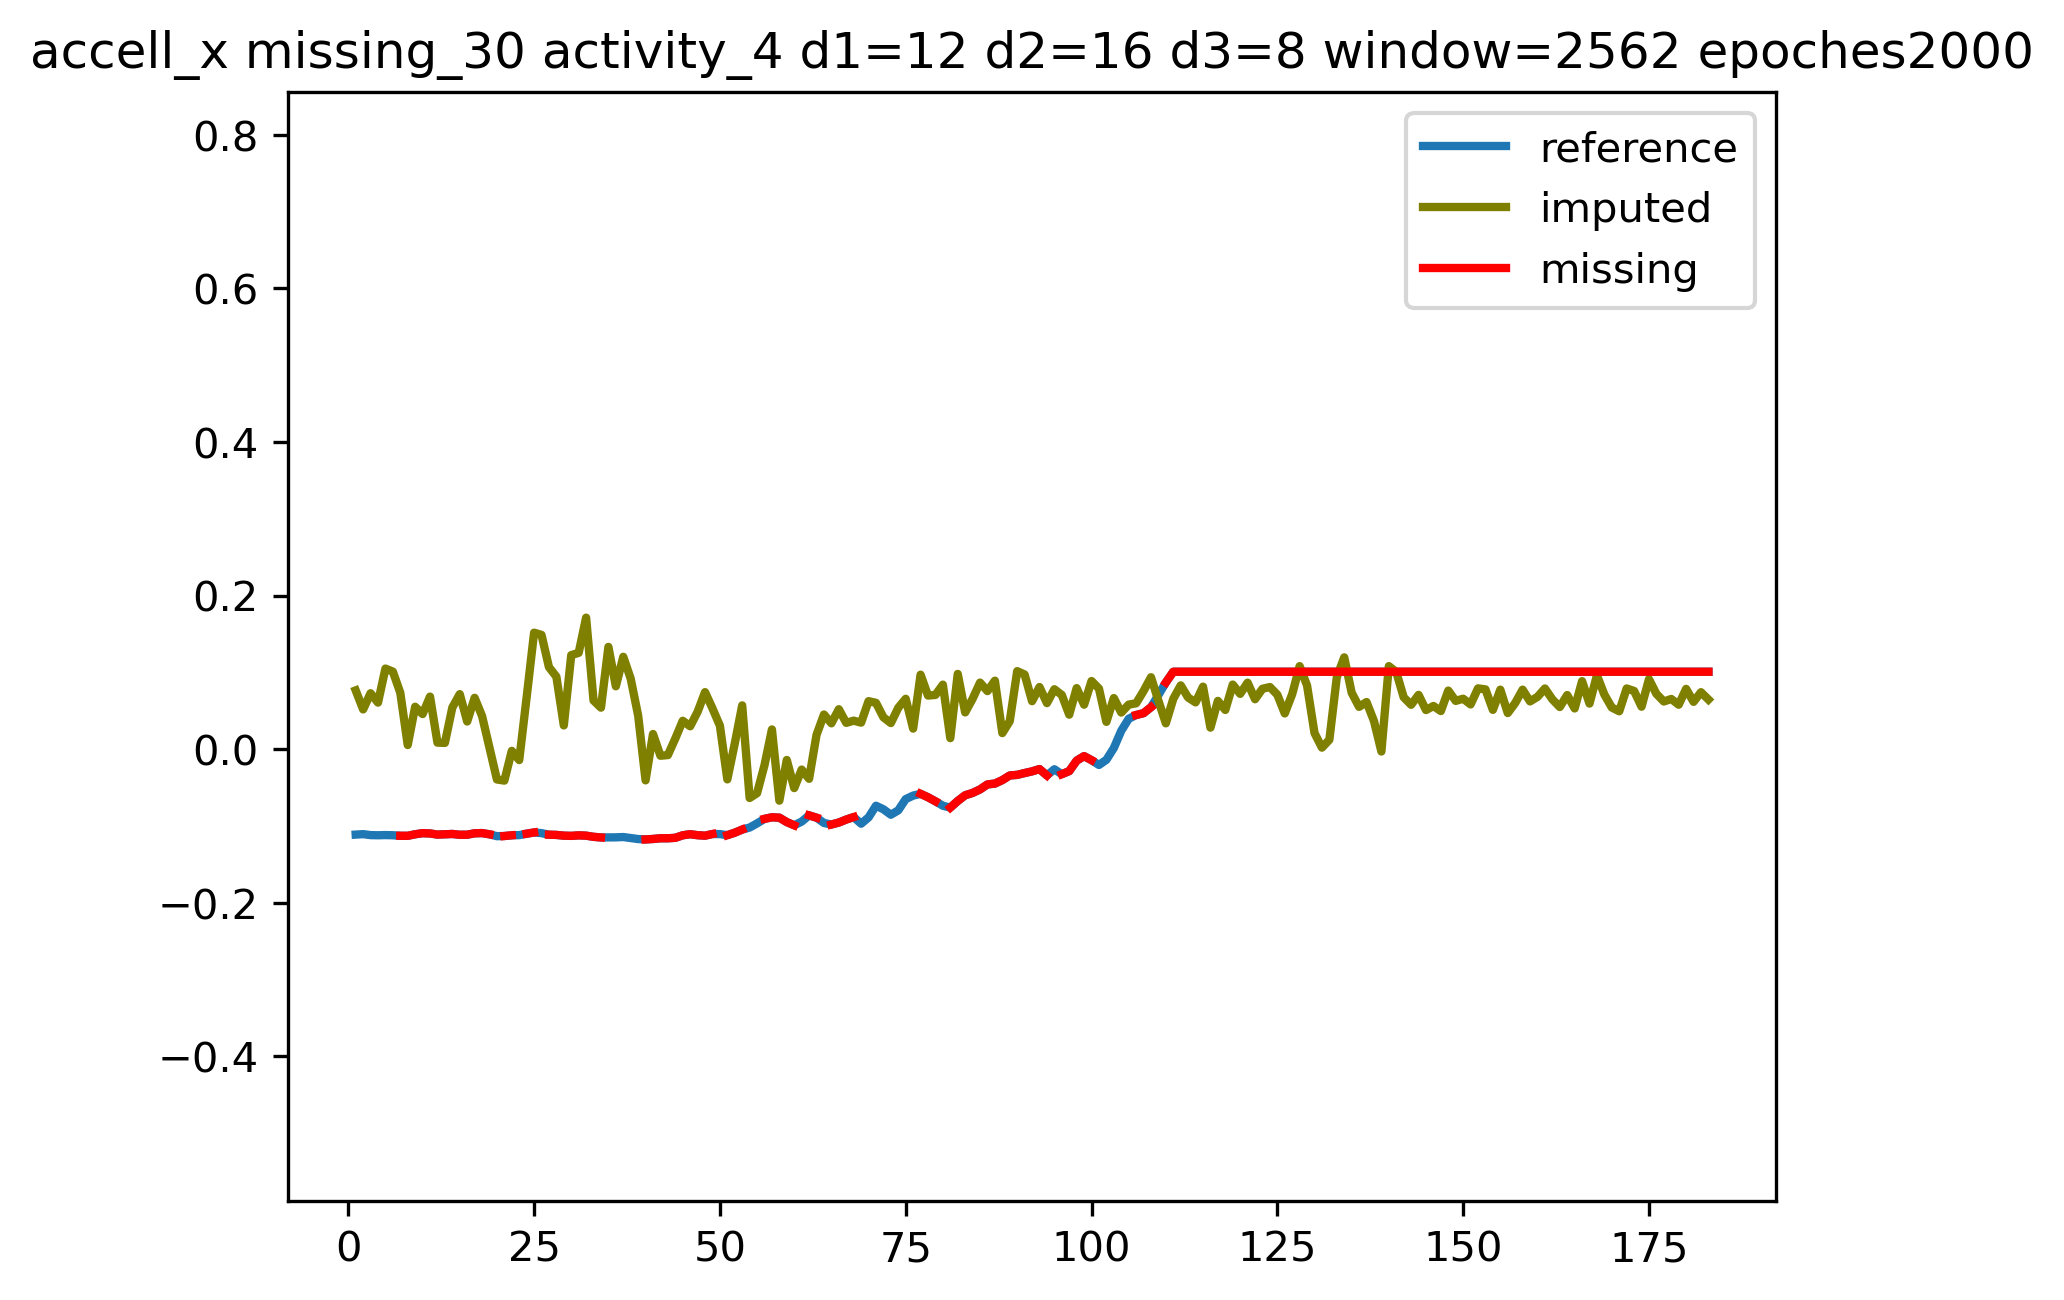 accell_x missing_30 activity_4 d1=12 d2=16 d3=8 window=2562 epoches2000
reference
imputed
missing
0.8
0.6
0.4
0.2
0.0
−0.2
−0.4
0 25 50 75 100 125 150 175